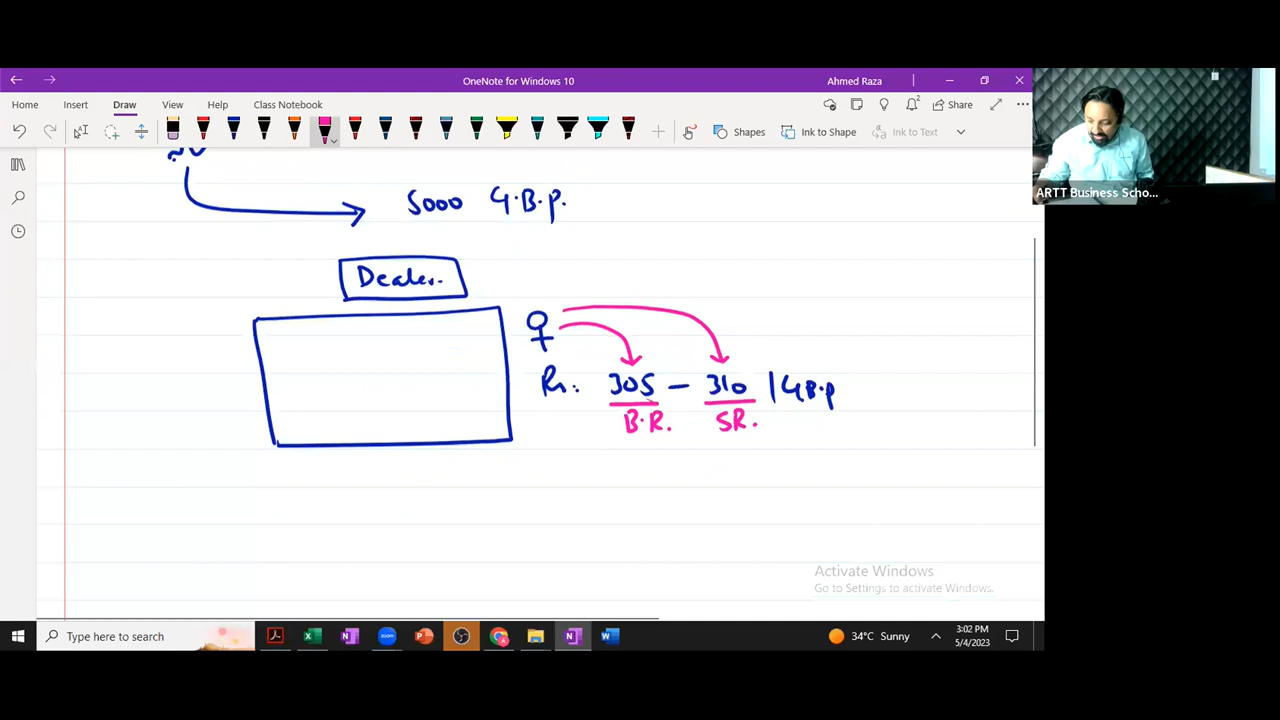 OneNote for Windows 10
Ahmed Raza
Home Insert Draw View Help Class Notebook
Share
Shapes Ink to Shape Ink to Text
ARTT Business Scho...
5000 G.B.P.
Dealer.
Rs. 305 - 310 | G.B.P
B.R. SR.
Activate Windows
Go to Settings to activate Windows.
Type here to search
34°C Sunny
3:02 PM
5/4/2023